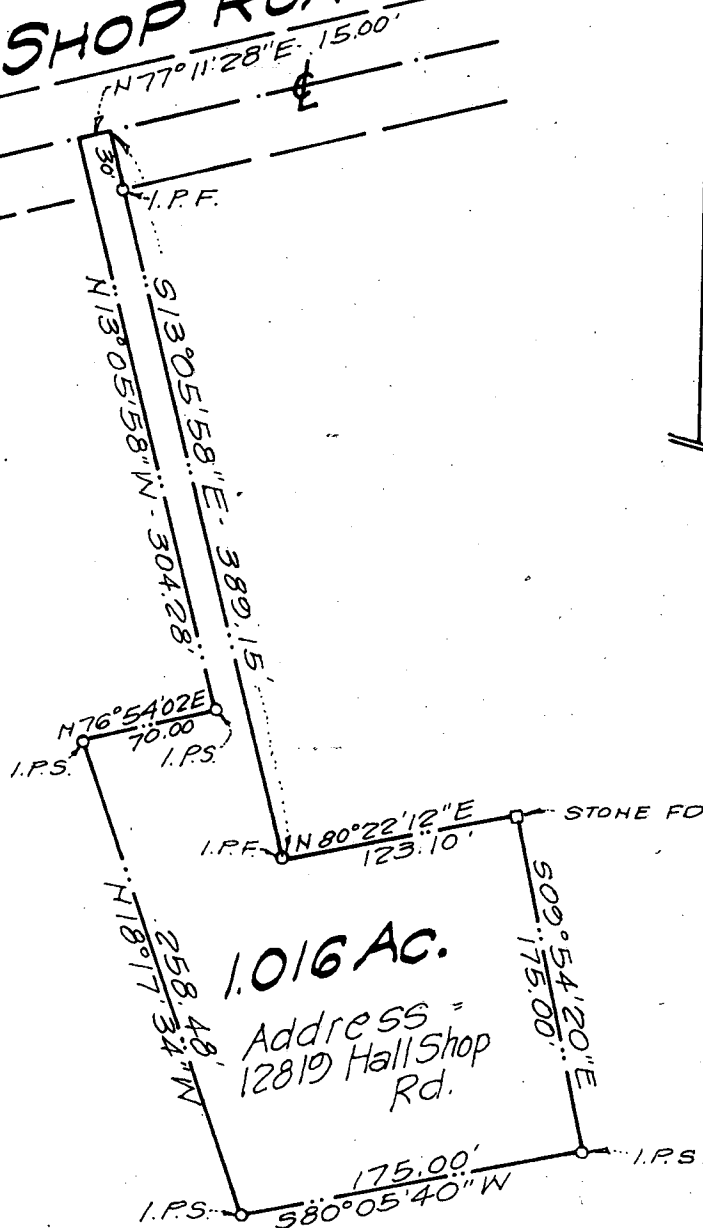 SHOP ROA
N77°11'28"E- 15.00'
℄
30'
I.P.F.
N13°05'58"W - 304.28'
S13°05'58"E - 389.15'
N76°54'02E
70.00
I.P.S.
I.P.S.
I.P.F.
N80°22'12"E
123.10'
STONE FD
S09°54'20"E
175.00'
258.48'
N18°17'34"W
1.016 Ac.
Address =
12819 Hall Shop
Rd.
175.00'
S80°05'40"W
I.P.S.
I.P.S